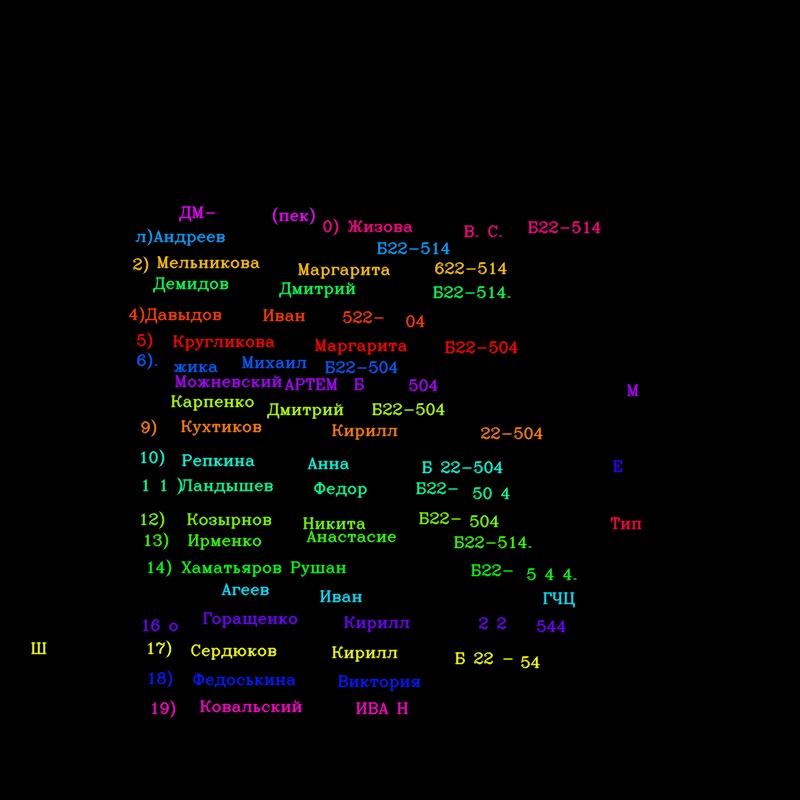 ДМ- (пек)
0) Жизова В. С. Б22-514
л)Андреев Б22-514
2) Мельникова Маргарита 622-514
Демидов Дмитрий Б22-514.
4)Давыдов Иван 522- 04
5) Кругликова Маргарита Б22-504
6). жика Михаил Б22-504
Можневский АРТЕМ Б 504 М
Карпенко Дмитрий Б22-504
9) Кухтиков Кирилл 22-504
10) Репкина Анна Б 22-504 Е
1 1 )Ландышев Федор Б22- 50 4
12) Козырнов Никита Б22- 504 Тип
13) Ирменко Анастасие Б22-514.
14) Хаматьяров Рушан Б22- 5 4 4.
Агеев Иван ГЧЦ
16 о Горащенко Кирилл 2 2 544
Ш 17) Сердюков Кирилл Б 22 - 54
18) Федоськина Виктория
19) Ковальский ИВА Н